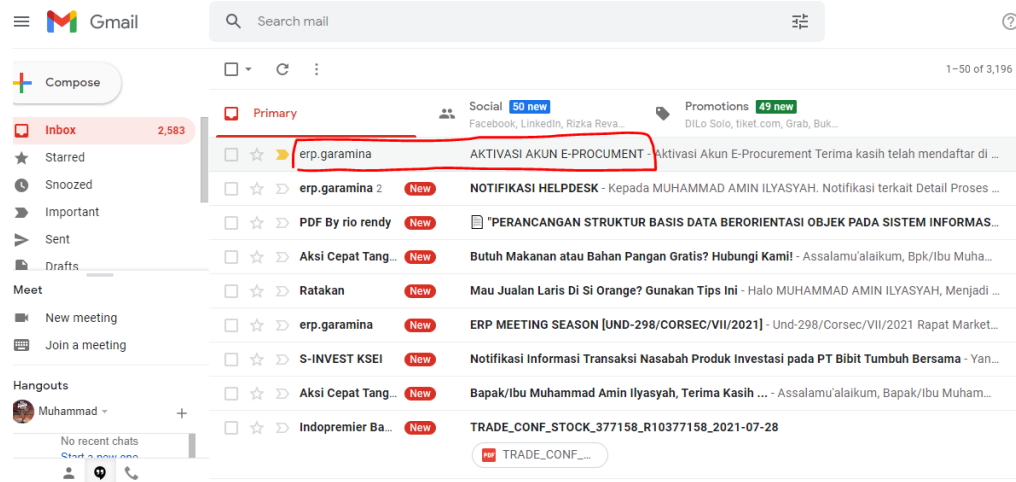 Gmail
Search mail
Compose
1–50 of 3,196
Primary
Social 50 new
Facebook, LinkedIn, Rizka Reva...
Promotions 49 new
DILo Solo, tiket.com, Grab, Buk...
Inbox 2,583
Starred
Snoozed
Important
Sent
Drafts
Meet
New meeting
Join a meeting
Hangouts
Muhammad
No recent chats
Start a new one
erp.garamina AKTIVASI AKUN E-PROCUMENT - Aktivasi Akun E-Procurement Terima kasih telah mendaftar di ...
erp.garamina 2 New NOTIFIKASI HELPDESK - Kepada MUHAMMAD AMIN ILYASYAH. Notifikasi terkait Detail Proses ...
PDF By rio rendy New "PERANCANGAN STRUKTUR BASIS DATA BERORIENTASI OBJEK PADA SISTEM INFORMAS...
Aksi Cepat Tang... New Butuh Makanan atau Bahan Pangan Gratis? Hubungi Kami! - Assalamu'alaikum, Bpk/Ibu Muha...
Ratakan New Mau Jualan Laris Di Si Orange? Gunakan Tips Ini - Halo MUHAMMAD AMIN ILYASYAH, Menjadi ...
erp.garamina New ERP MEETING SEASON [UND-298/CORSEC/VII/2021] - Und-298/Corsec/VII/2021 Rapat Market...
S-INVEST KSEI New Notifikasi Informasi Transaksi Nasabah Produk Investasi pada PT Bibit Tumbuh Bersama - Yan...
Aksi Cepat Tang... New Bapak/Ibu Muhammad Amin Ilyasyah, Terima Kasih ... - Assalamu'alaikum, Bapak/Ibu Muham...
Indopremier Ba... New TRADE_CONF_STOCK_377158_R10377158_2021-07-28
PDF TRADE_CONF_...